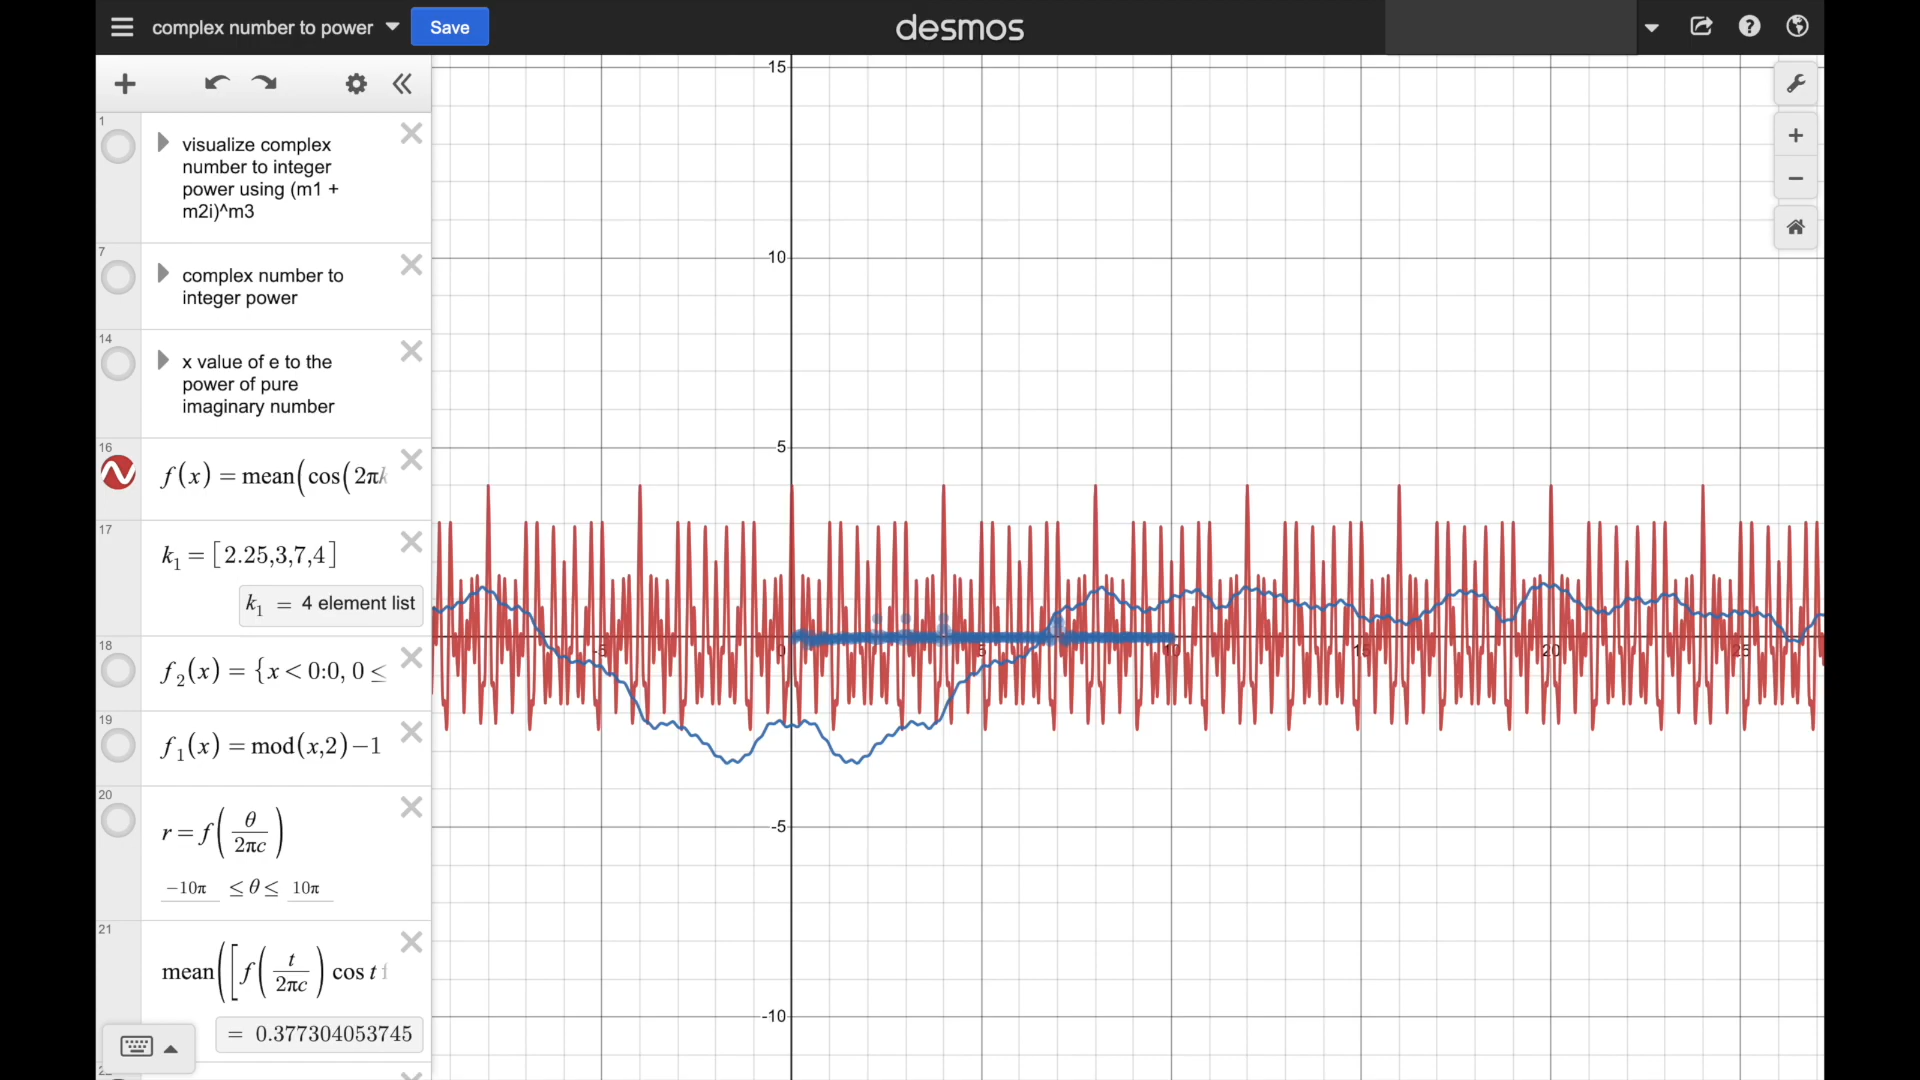 complex number to power
Save
desmos
1
visualize complex
number to integer
power using (m1 +
m2i)^m3
7
complex number to
integer power
14
x value of e to the
power of pure
imaginary number
16
f(x) = mean(cos(2πk
17
k₁ = [2.25,3,7,4]
k₁ = 4 element list
18
f₂(x) = {x < 0:0, 0 ≤
19
f₁(x) = mod(x,2) − 1
20
r = f(θ/2πc)
−10π ≤ θ ≤ 10π
21
mean([f(t/2πc) cos t f
= 0.377304053745
15
10
5
-5
0
5
10
15
20
25
-5
-10